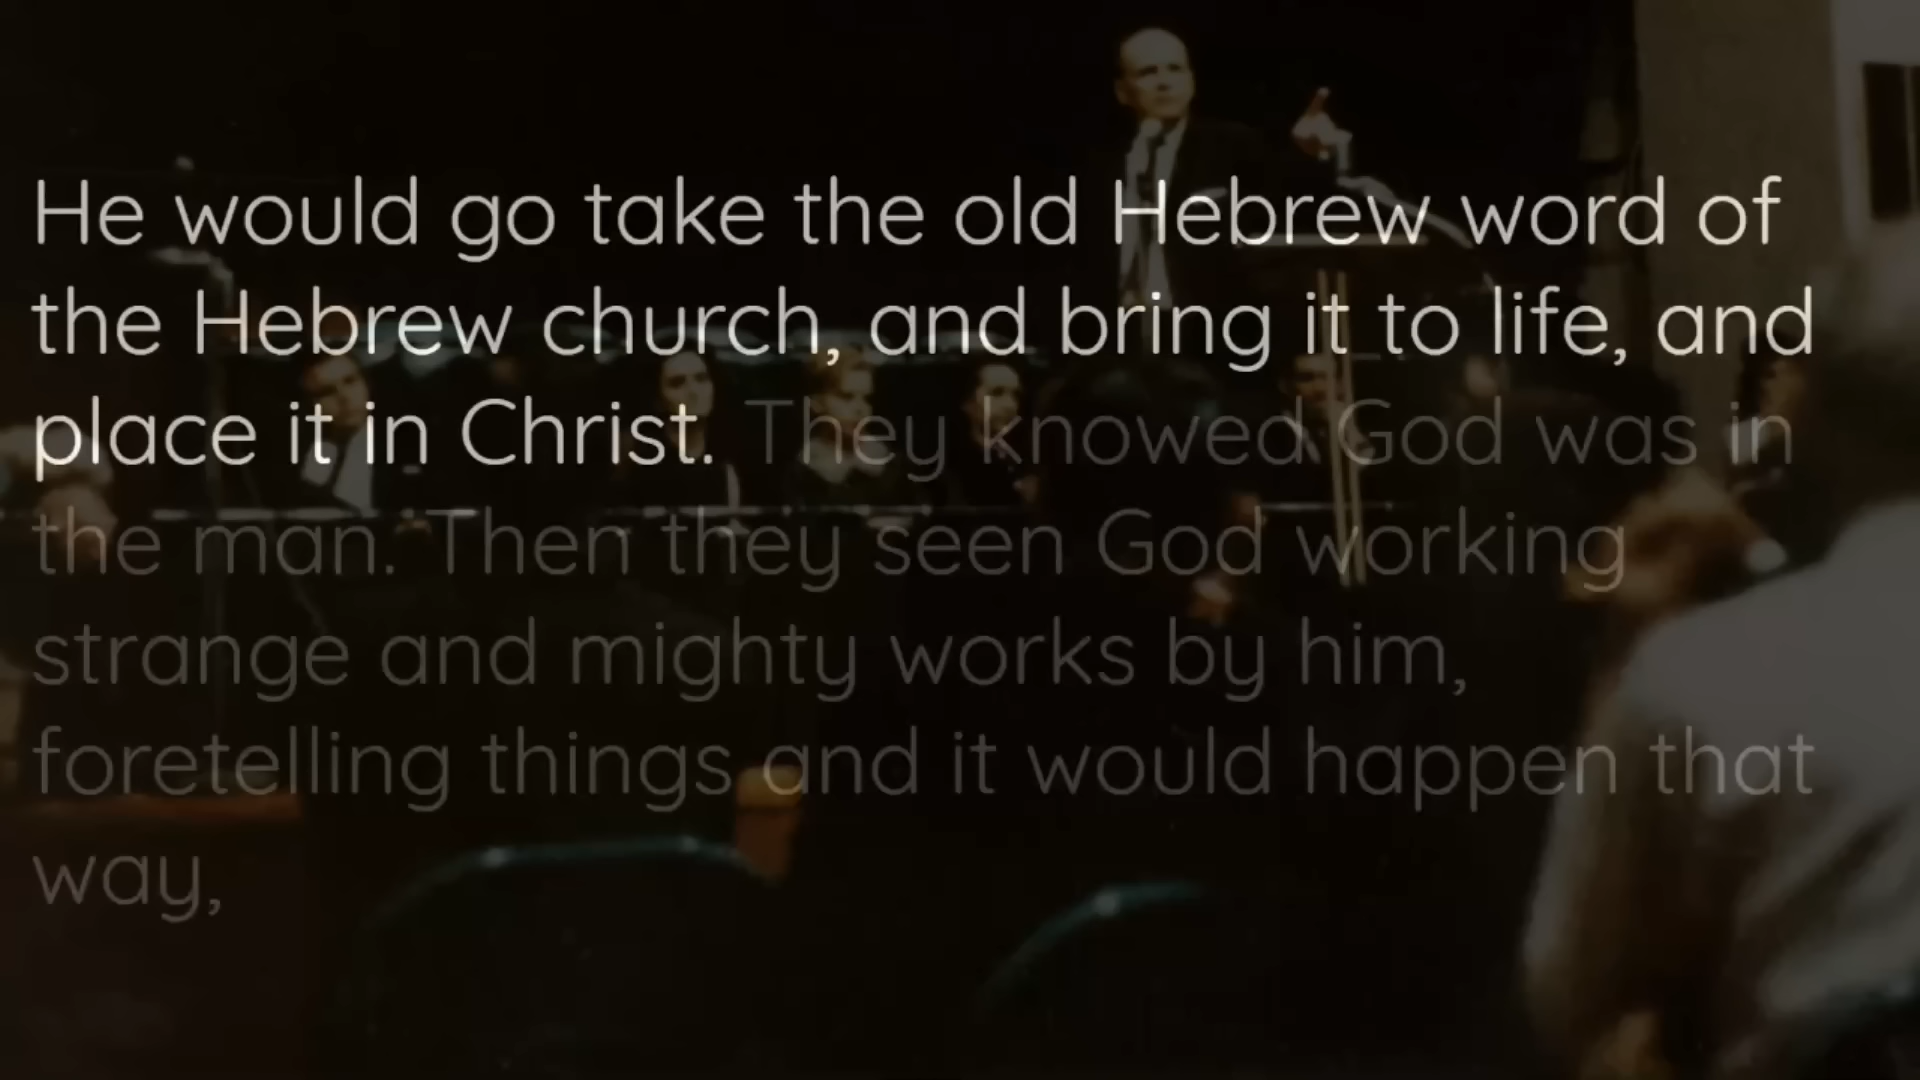 He would go take the old Hebrew word of
the Hebrew church, and bring it to life, and
place it in Christ. They knowed God was in
the man. Then they seen God working
strange and mighty works by him,
foretelling things and it would happen that
way,